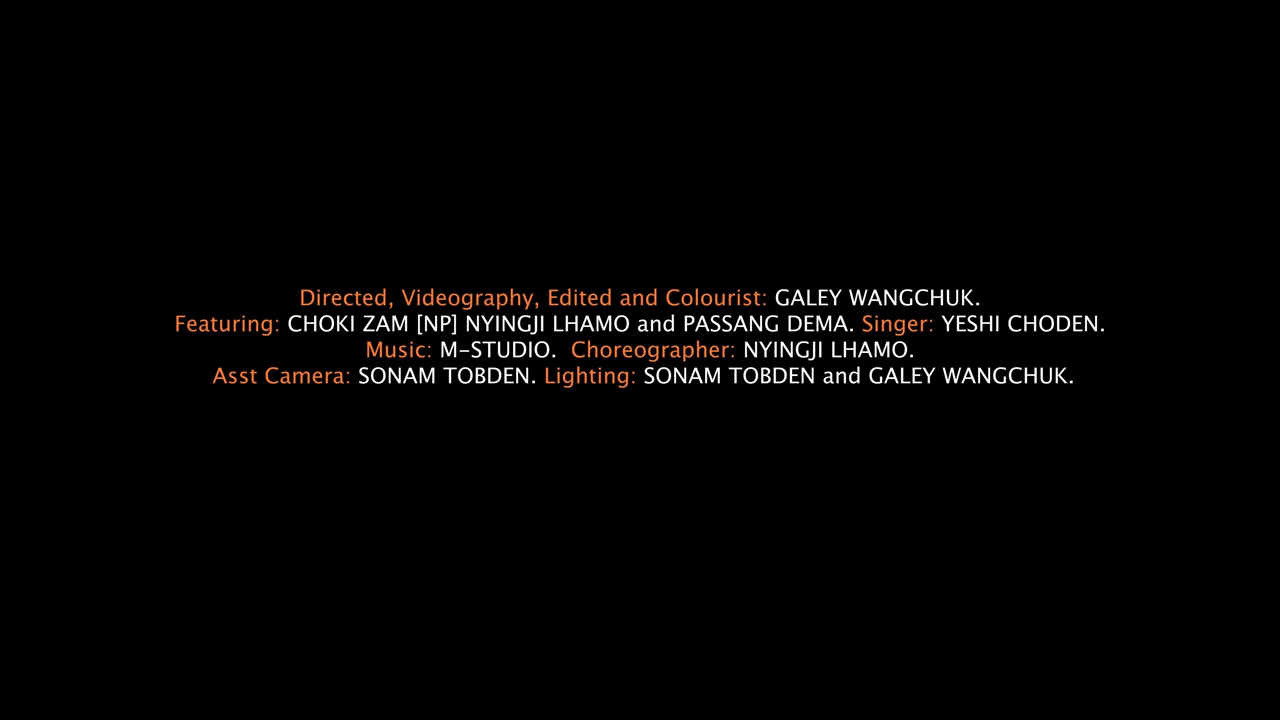 Directed, Videography, Edited and Colourist: GALEY WANGCHUK.
Featuring: CHOKI ZAM [NP] NYINGJI LHAMO and PASSANG DEMA. Singer: YESHI CHODEN.
Music: M-STUDIO.  Choreographer: NYINGJI LHAMO.
Asst Camera: SONAM TOBDEN. Lighting: SONAM TOBDEN and GALEY WANGCHUK.